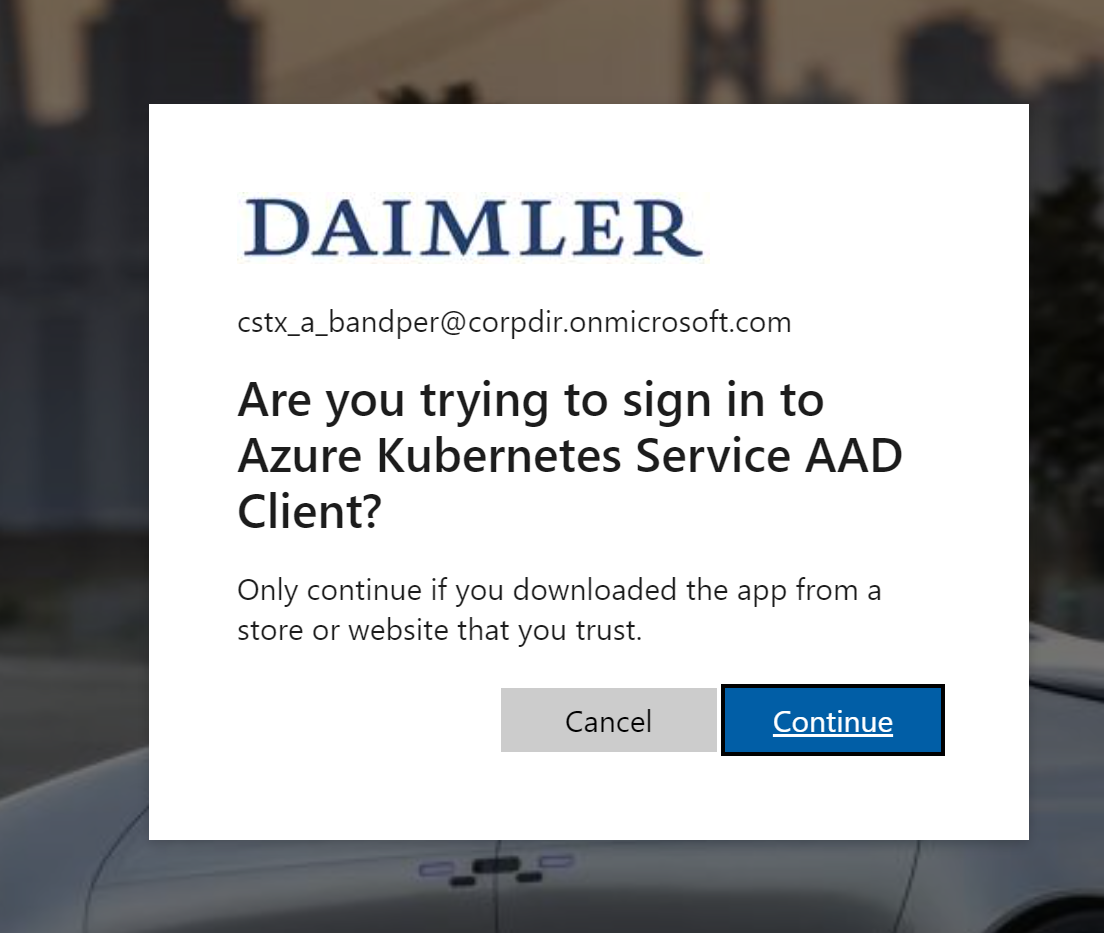 DAIMLER
cstx_a_bandper@corpdir.onmicrosoft.com
Are you trying to sign in to
Azure Kubernetes Service AAD
Client?
Only continue if you downloaded the app from a
store or website that you trust.
Cancel
Continue